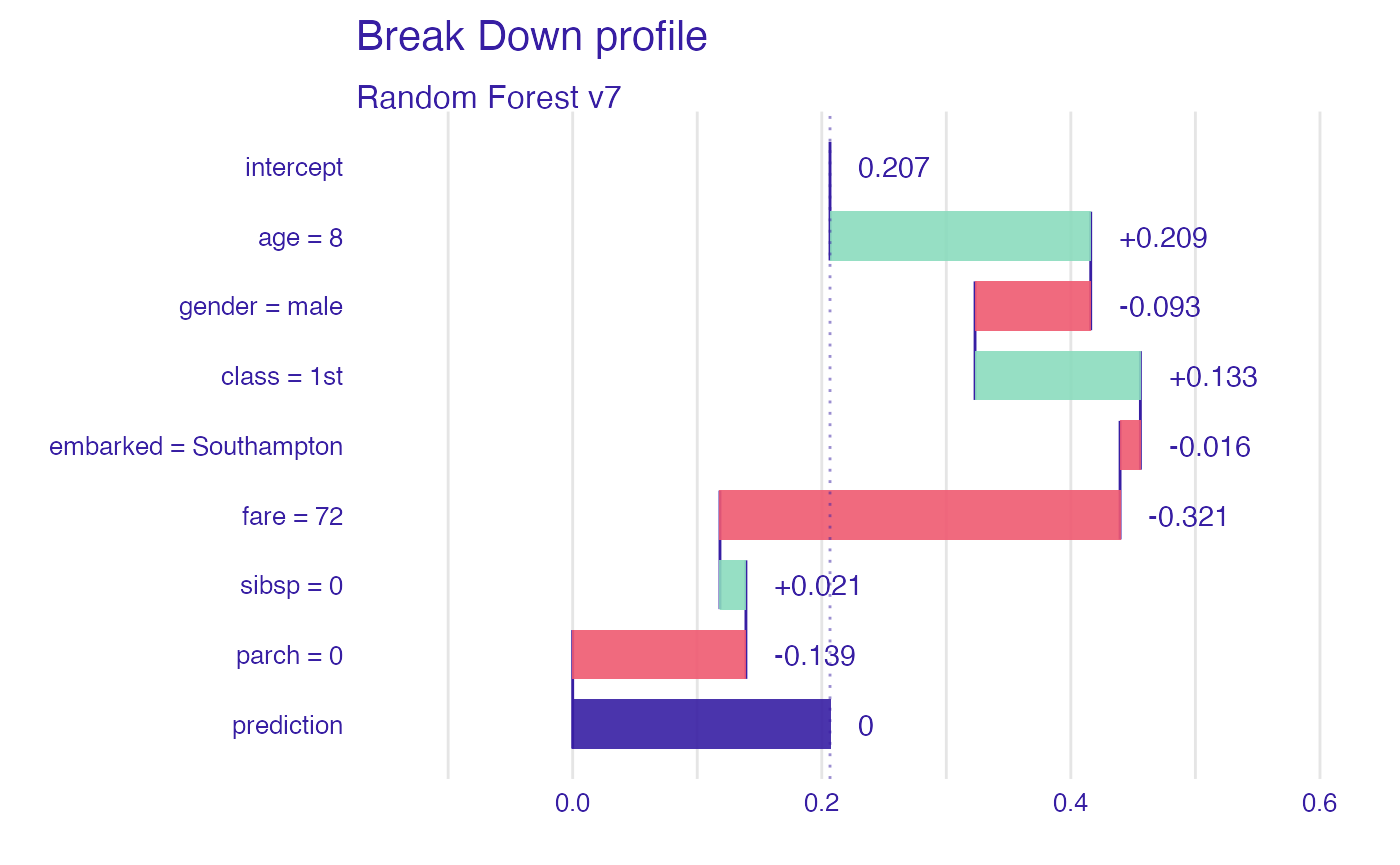 Break Down profile
Random Forest v7
intercept 0.207
age = 8 +0.209
gender = male -0.093
class = 1st +0.133
embarked = Southampton -0.016
fare = 72 -0.321
sibsp = 0 +0.021
parch = 0 -0.139
prediction 0
0.0 0.2 0.4 0.6